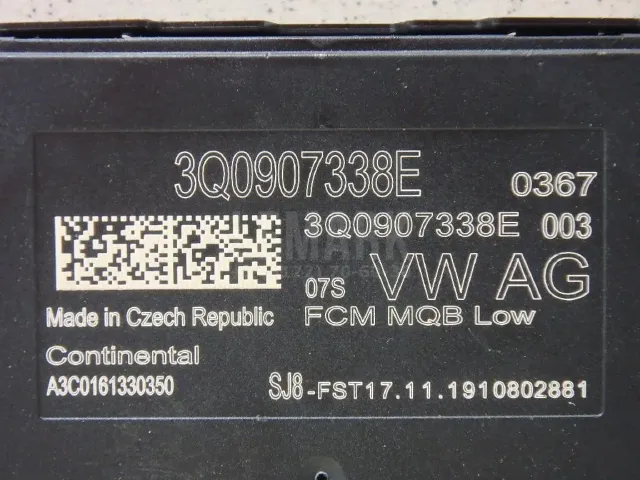 3Q0907338E 0367
3Q0907338E 003
07S VW AG
Made in Czech Republic FCM MQB Low
Continental
A3C0161330350 SJ8-FST17.11.1910802881
MARK